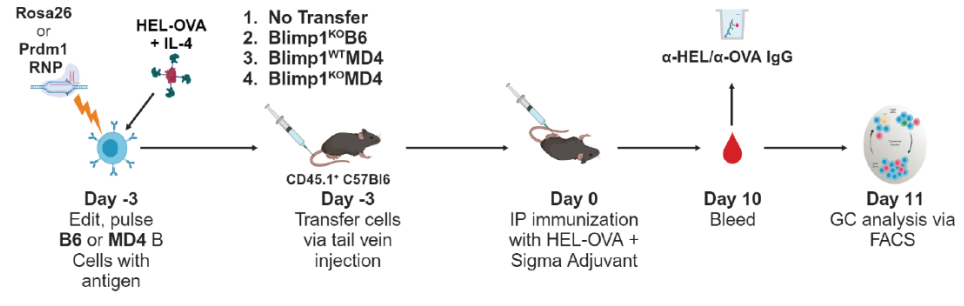 Rosa26
or
Prdm1
RNP
HEL-OVA
+ IL-4
1. No Transfer
2. Blimp1ᴷᴼB6
3. Blimp1ᵂᵀMD4
4. Blimp1ᴷᴼMD4
α-HEL/α-OVA IgG
CD45.1⁺ C57Bl6
Day -3
Edit, pulse
B6 or MD4 B
Cells with
antigen
Day -3
Transfer cells
via tail vein
injection
Day 0
IP immunization
with HEL-OVA +
Sigma Adjuvant
Day 10
Bleed
Day 11
GC analysis via
FACS